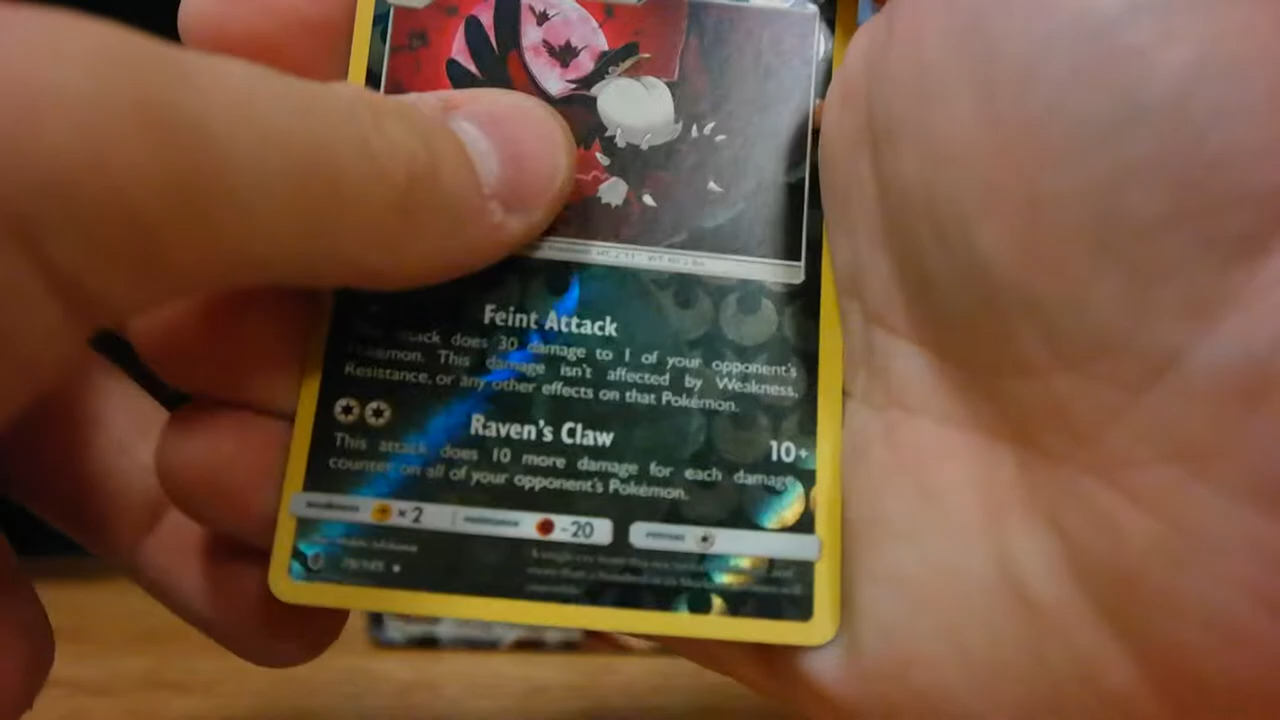 Feint Attack
attack does 30 damage to 1 of your opponent's
Pokémon. This damage isn't affected by Weakness,
Resistance, or any other effects on that Pokémon.
Raven's Claw 10+
This attack does 10 more damage for each damage
counter on all of your opponent's Pokémon.
weakness ×2 resistance -20